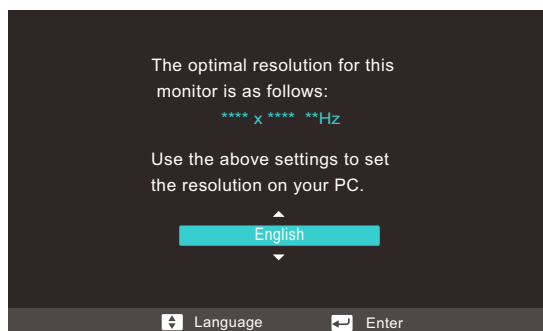 The optimal resolution for this
monitor is as follows:
**** x **** **Hz
Use the above settings to set
the resolution on your PC.
English
Language Enter